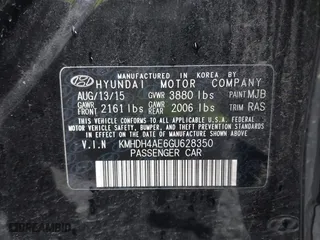 MANUFACTURED IN KOREA BY
HYUNDAI MOTOR COMPANY
AUG/13/15 GVWR 3880 lbs PAINT MJB
GAWR FRONT 2161 lbs GAWR REAR 2006 lbs TRIM RAS
THIS VEHICLE CONFORMS TO ALL APPLICABLE U.S. FEDERAL
MOTOR VEHICLE SAFETY, BUMPER, AND THEFT
PREVENTION STANDARDS IN EFFECT ON THE DATE OF
MANUFACTURE SHOWN ABOVE.
V.I.N KMHDH4AE6GU628350
PASSENGER CAR